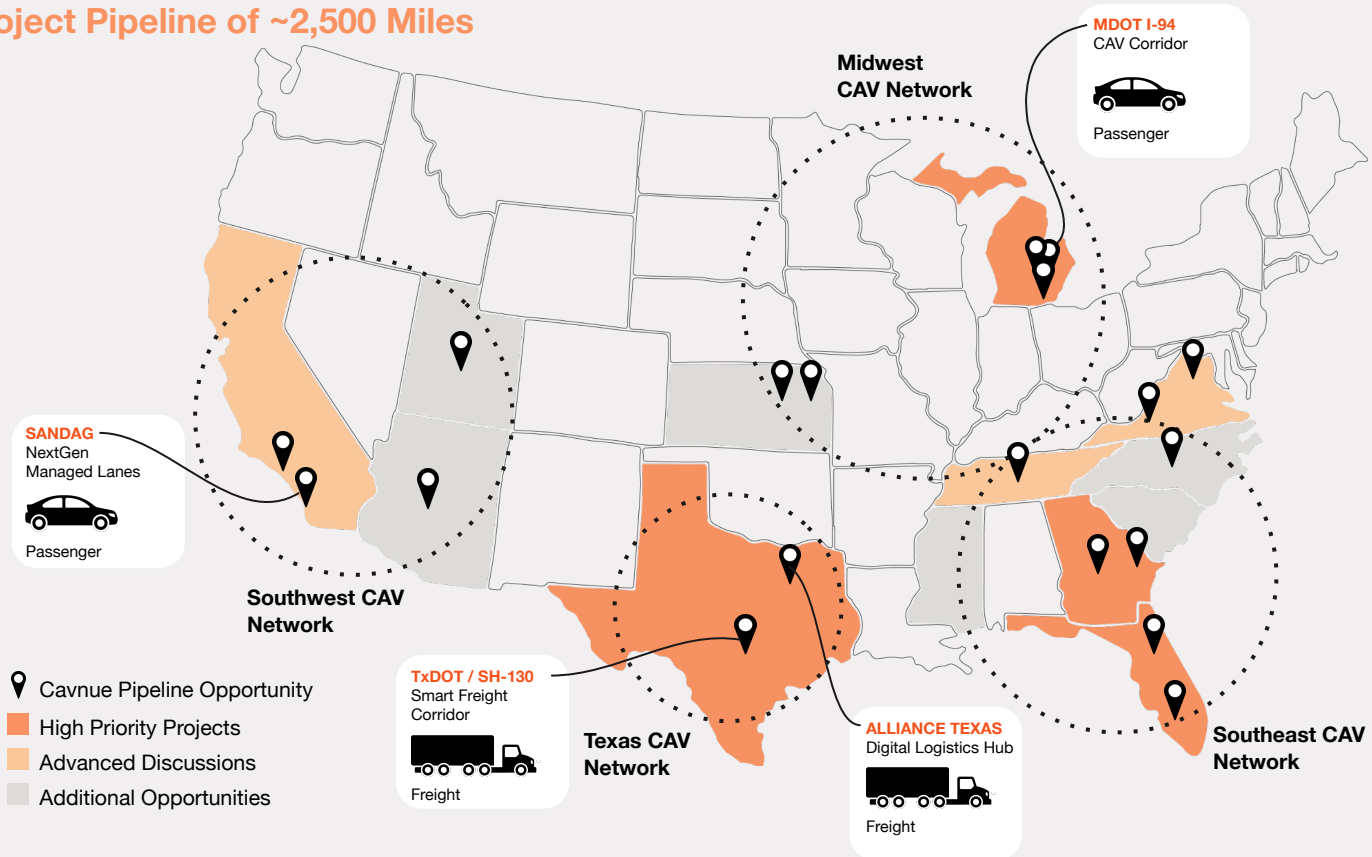 oject Pipeline of ~2,500 Miles
MDOT I-94
CAV Corridor
Passenger
Midwest
CAV Network
SANDAG
NextGen
Managed Lanes
Passenger
Southwest CAV
Network
Cavnue Pipeline Opportunity
High Priority Projects
Advanced Discussions
Additional Opportunities
TxDOT / SH-130
Smart Freight
Corridor
Freight
Texas CAV
Network
ALLIANCE TEXAS
Digital Logistics Hub
Freight
Southeast CAV
Network